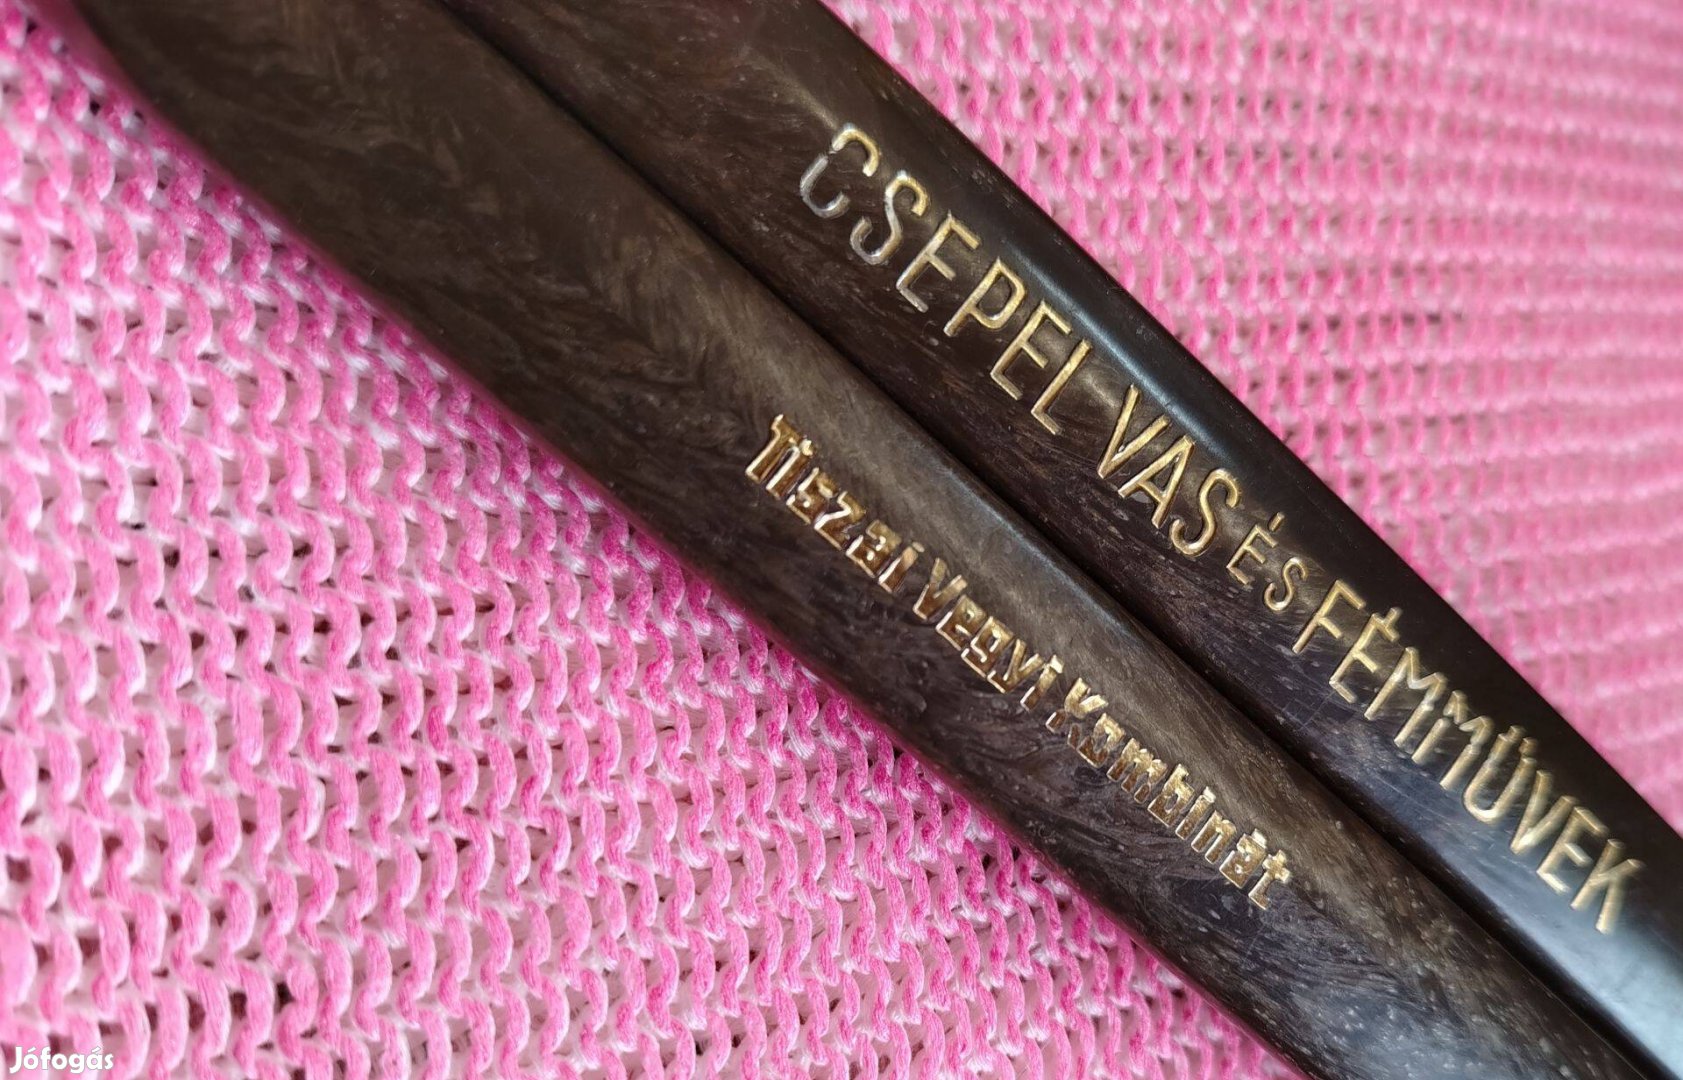 CSEPEL VAS ÉS FÉMMŰVEK
Tiszai Vegyi Kombinát
Jófogás